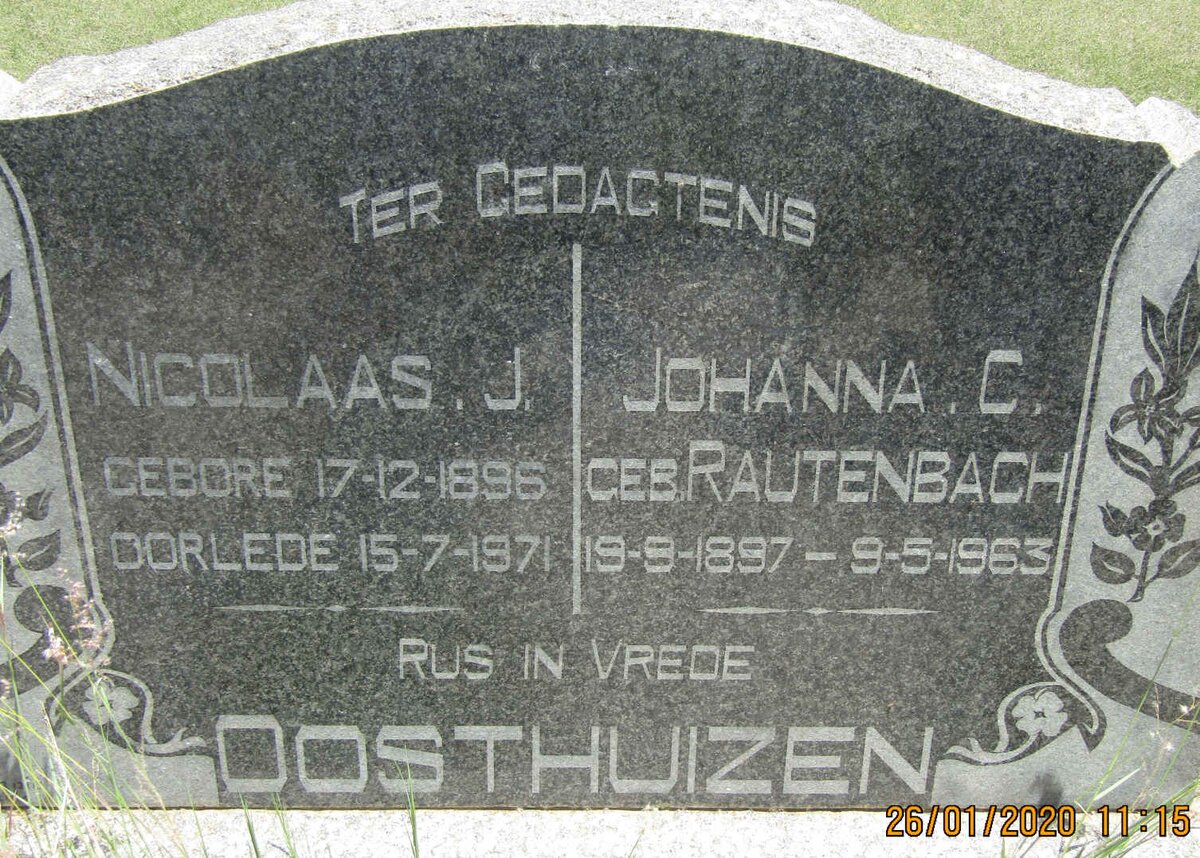 TER GEDAGTENIS
NICOLAAS. J.
GEBORE 17-12-1896
OORLEDE 15-7-1971
JOHANNA. C.
GEB. RAUTENBACH
19-9-1897 – 9-5-1963
RUS IN VREDE
OOSTHUIZEN
26/01/2020 11:15